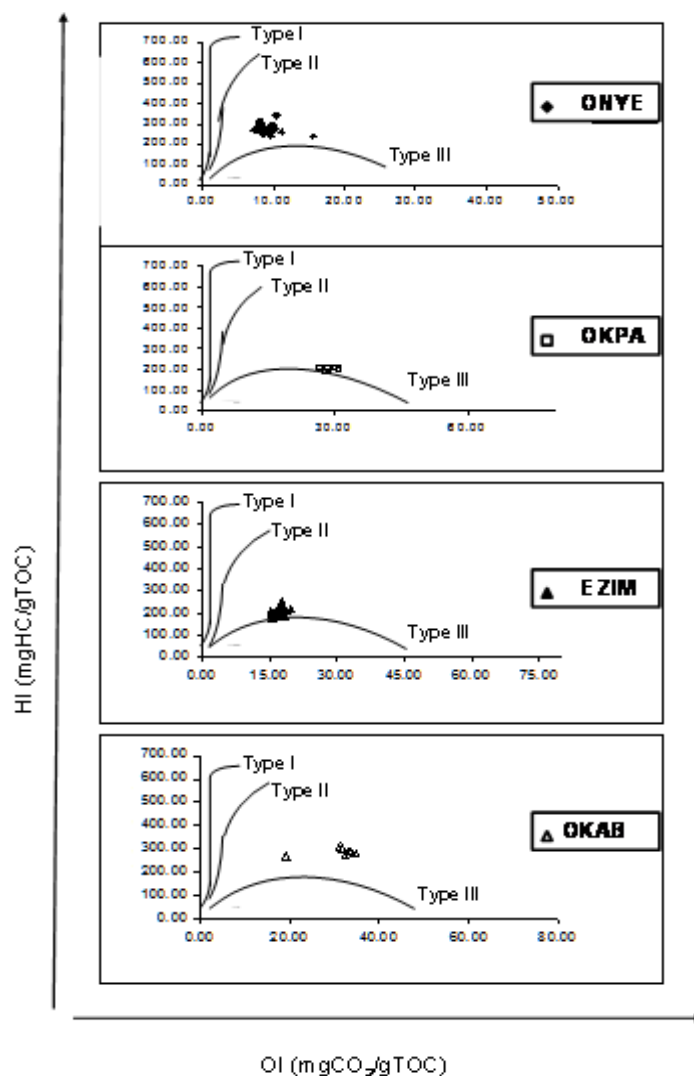 HI (mgHC/gTOC)
700.00
600.00
500.00
400.00
300.00
200.00
100.00
0.00
Type I
Type II
Type III
ONYE
0.00 10.00 20.00 30.00 40.00 50.00
700.00
600.00
500.00
400.00
300.00
200.00
100.00
0.00
Type I
Type II
Type III
OKPA
0.00 30.00 60.00
700.00
600.00
500.00
400.00
300.00
200.00
100.00
0.00
Type I
Type II
Type III
EZIM
0.00 15.00 30.00 45.00 60.00 75.00
700.00
600.00
500.00
400.00
300.00
200.00
100.00
0.00
Type I
Type II
Type III
OKAB
0.00 20.00 40.00 60.00 80.00
OI (mgCO₂/gTOC)